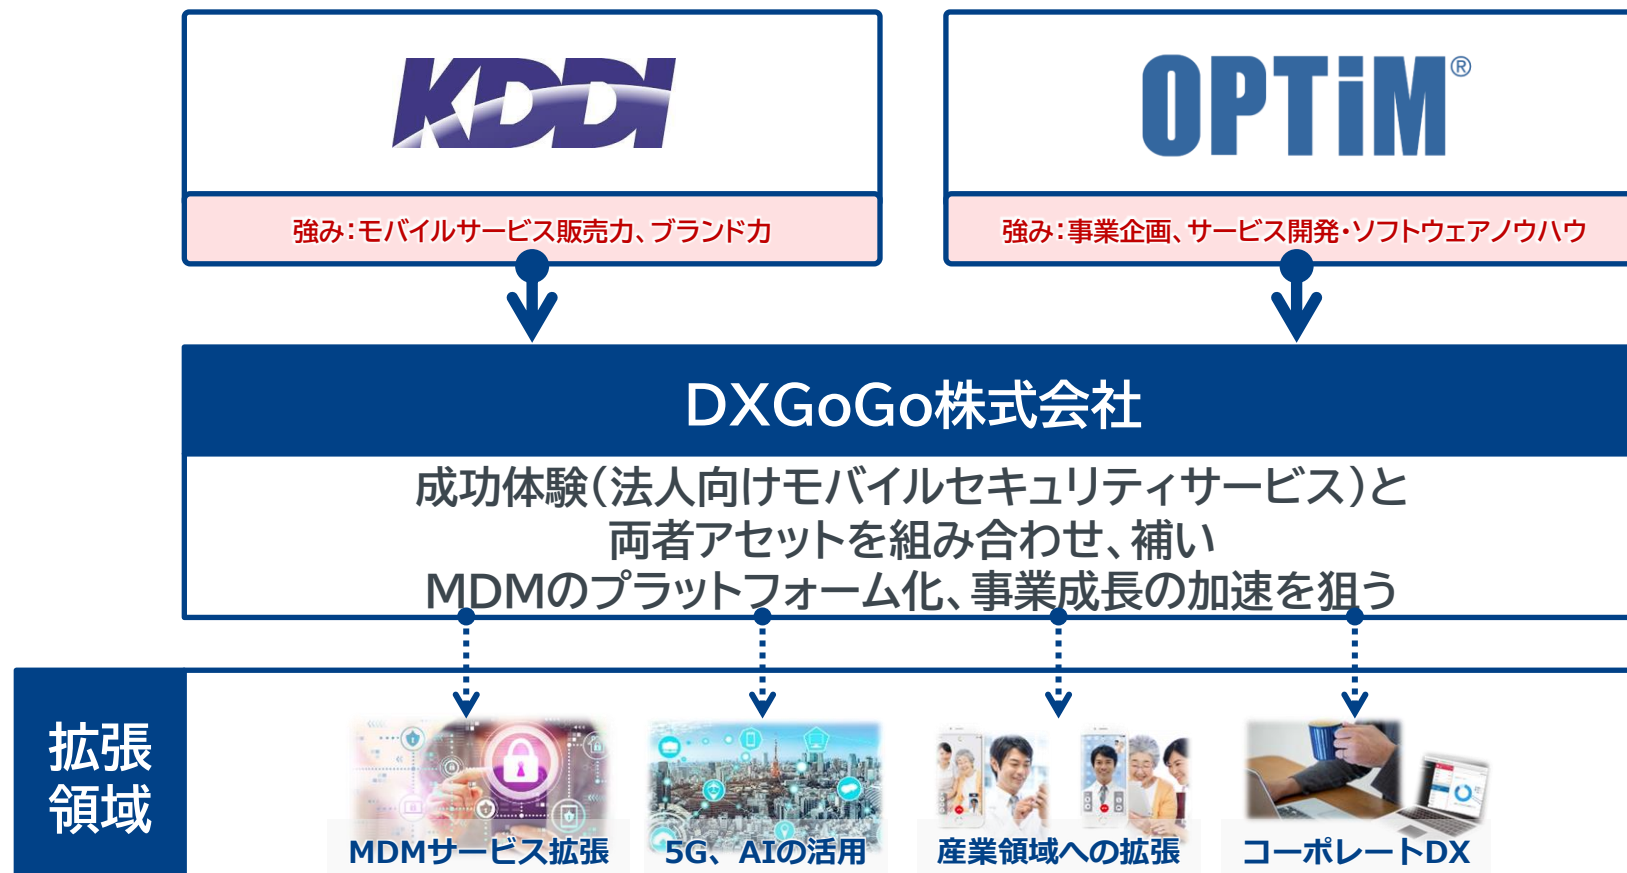 KDDI
OPTiM®
強み:モバイルサービス販売力、ブランド力
強み:事業企画、サービス開発・ソフトウェアノウハウ
DXGoGo株式会社
成功体験(法人向けモバイルセキュリティサービス)と
両者アセットを組み合わせ、補い
MDMのプラットフォーム化、事業成長の加速を狙う
拡張
領域
MDMサービス拡張
5G、AIの活用
産業領域への拡張
コーポレートDX